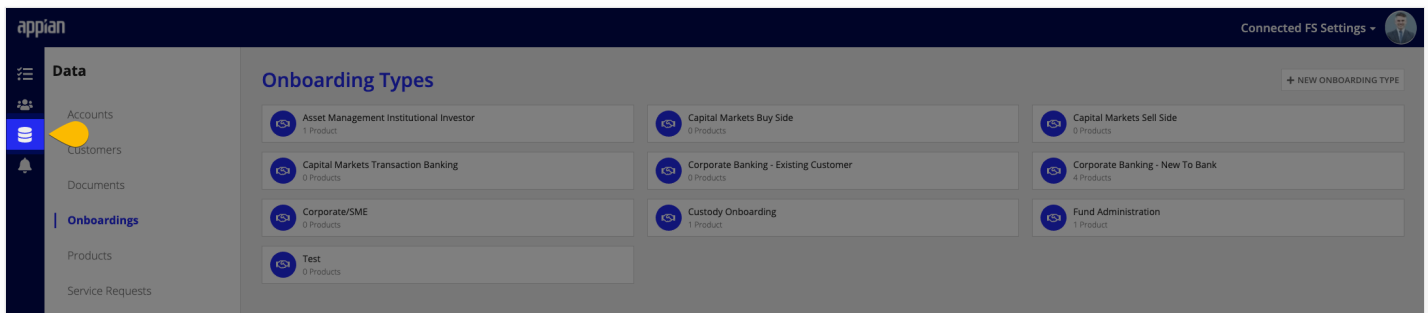 appian
Connected FS Settings
Data
Accounts
Customers
Documents
Onboardings
Products
Service Requests
Onboarding Types
+ NEW ONBOARDING TYPE
Asset Management Institutional Investor
1 Product
Capital Markets Buy Side
0 Products
Capital Markets Sell Side
0 Products
Capital Markets Transaction Banking
0 Products
Corporate Banking - Existing Customer
0 Products
Corporate Banking - New To Bank
4 Products
Corporate/SME
0 Products
Custody Onboarding
1 Product
Fund Administration
1 Product
Test
0 Products